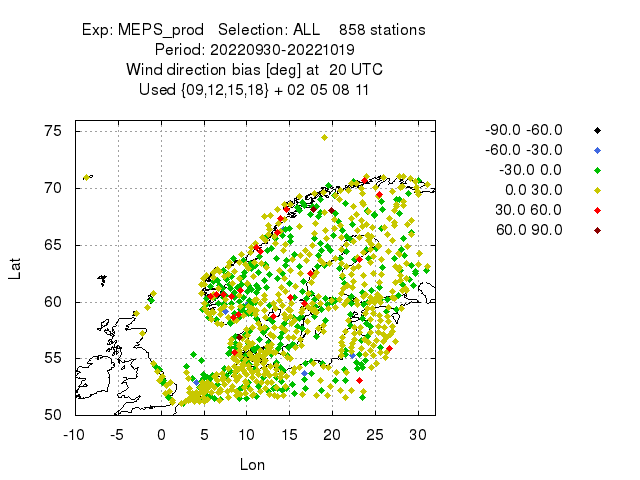 Exp: MEPS_prod   Selection: ALL    858 stations
Period: 20220930-20221019
Wind direction bias [deg] at  20 UTC
Used {09,12,15,18} + 02 05 08 11
-90.0 -60.0
-60.0 -30.0
-30.0 0.0
0.0 30.0
30.0 60.0
60.0 90.0
75
70
65
60
55
50
Lat
-10 -5 0 5 10 15 20 25 30
Lon